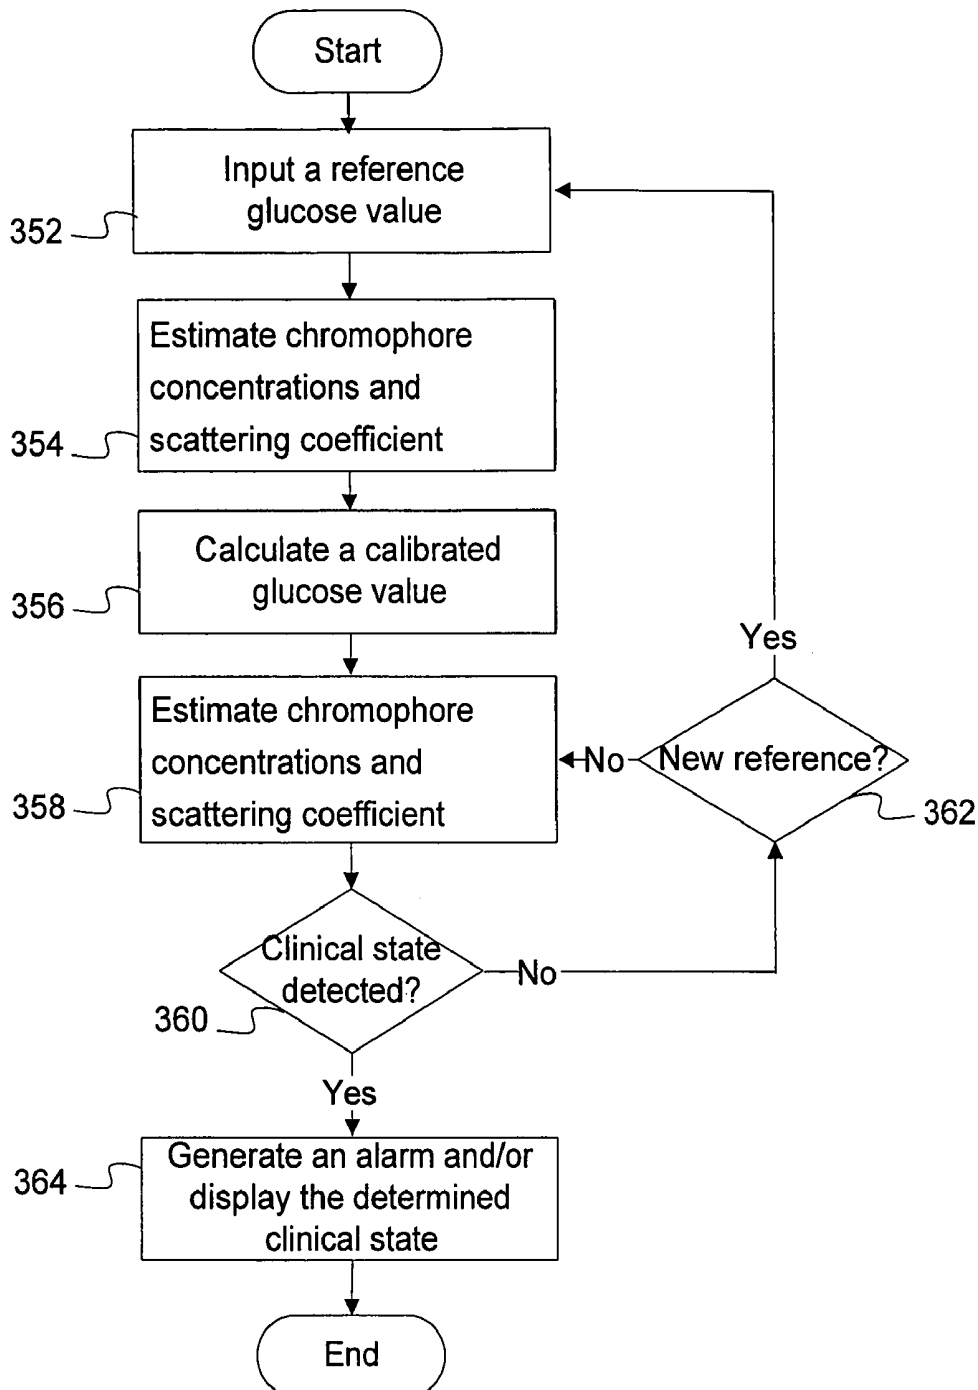 Start
Input a reference
glucose value
352
Estimate chromophore
concentrations and
scattering coefficient
354
Calculate a calibrated
glucose value
356
Yes
Estimate chromophore
concentrations and
scattering coefficient
358
No
New reference?
362
Clinical state
detected?
360
No
Yes
Generate an alarm and/or
display the determined
clinical state
364
End